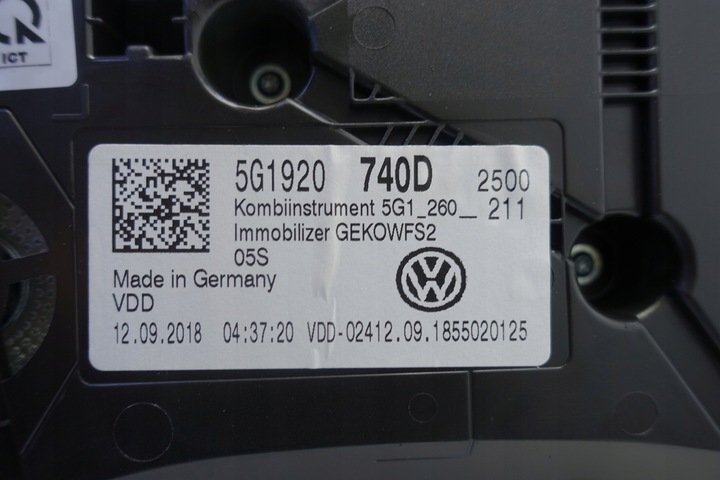 ICT
5G1920 740D 2500
Kombiinstrument 5G1_260__ 211
Immobilizer GEKOWFS2
05S
Made in Germany
VDD
12.09.2018 04:37:20 VDD-02412.09.1855020125